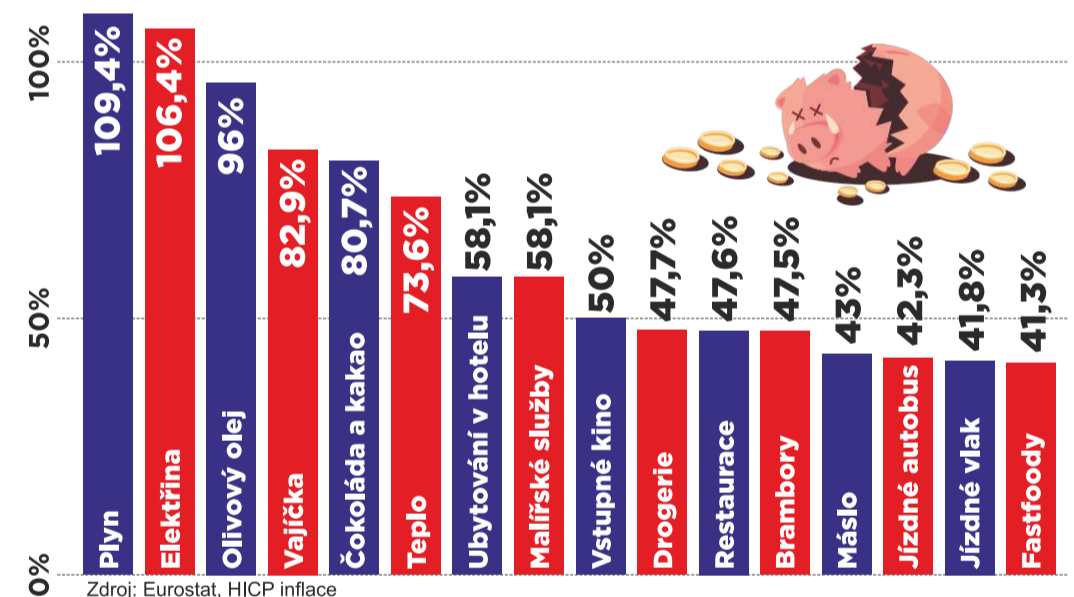 100%
50%
0%
109,4%
Plyn
106,4%
Elektřina
96%
Olivový olej
82,9%
Vajíčka
80,7%
Čokoláda a kakao
73,6%
Teplo
58,1%
Ubytování v hotelu
58,1%
Malířské služby
50%
Vstupné kino
47,7%
Drogerie
47,6%
Restaurace
47,5%
Brambory
43%
Máslo
42,3%
Jízdné autobus
41,8%
Jízdné vlak
41,3%
Fastfoody
Zdroj: Eurostat, HICP inflace